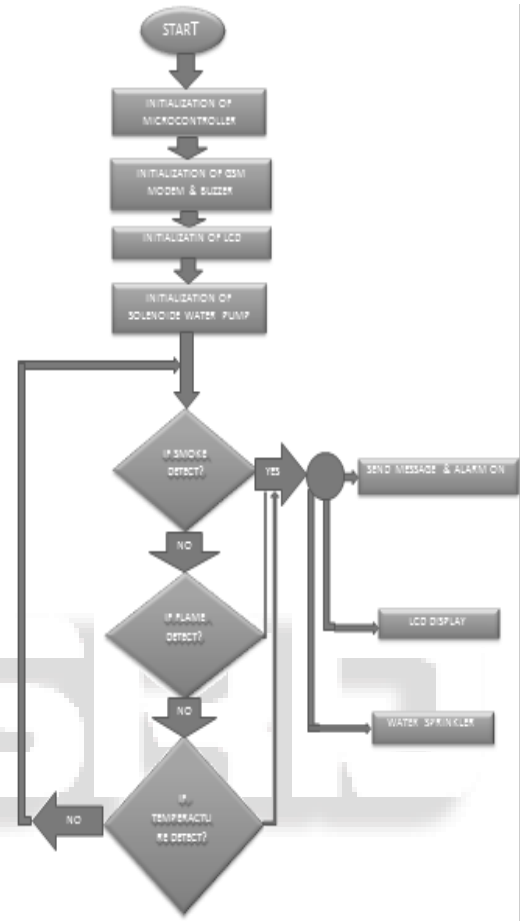 START
INITIALIZATION OF
MICROCONTROLLER
INITIALIZATION OF GSM
MODEM & BUZZER
INITIALIZATIN OF LCD
INITIALIZATION OF
SOLENOIDE WATER PUMP
IF SMOKE
DETECT?
YES
SEND MESSAGE & ALARM ON
NO
IF FLAME
DETECT?
LCD DISPLAY
NO
WATER SPRINKLER
IF
TEMPERACTU
RE DETECT?
NO